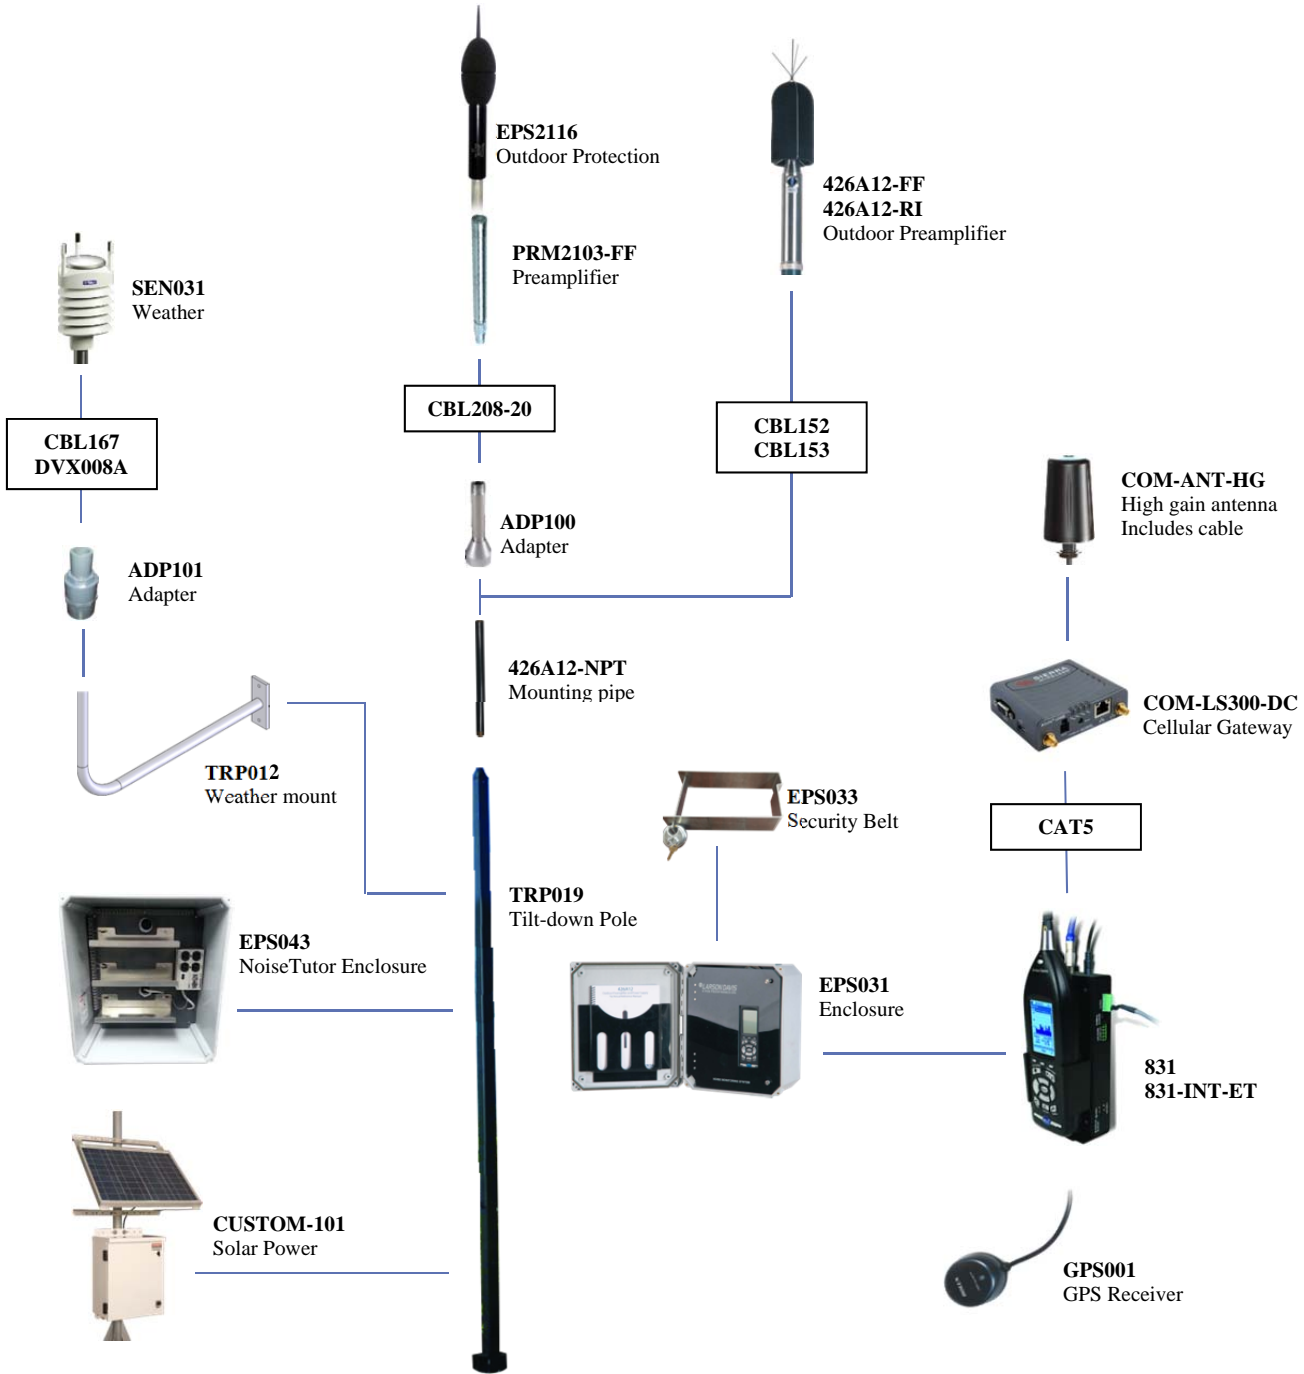 EPS2116
Outdoor Protection
426A12-FF
426A12-RI
Outdoor Preamplifier
PRM2103-FF
Preamplifier
SEN031
Weather
CBL208-20
CBL167
DVX008A
CBL152
CBL153
COM-ANT-HG
High gain antenna
Includes cable
ADP100
Adapter
ADP101
Adapter
426A12-NPT
Mounting pipe
SIERRA
COM-LS300-DC
Cellular Gateway
TRP012
Weather mount
EPS033
Security Belt
CAT5
TRP019
Tilt-down Pole
EPS043
NoiseTutor Enclosure
LARSON DAVIS
EPS031
Enclosure
831
831-INT-ET
CUSTOM-101
Solar Power
GPS001
GPS Receiver